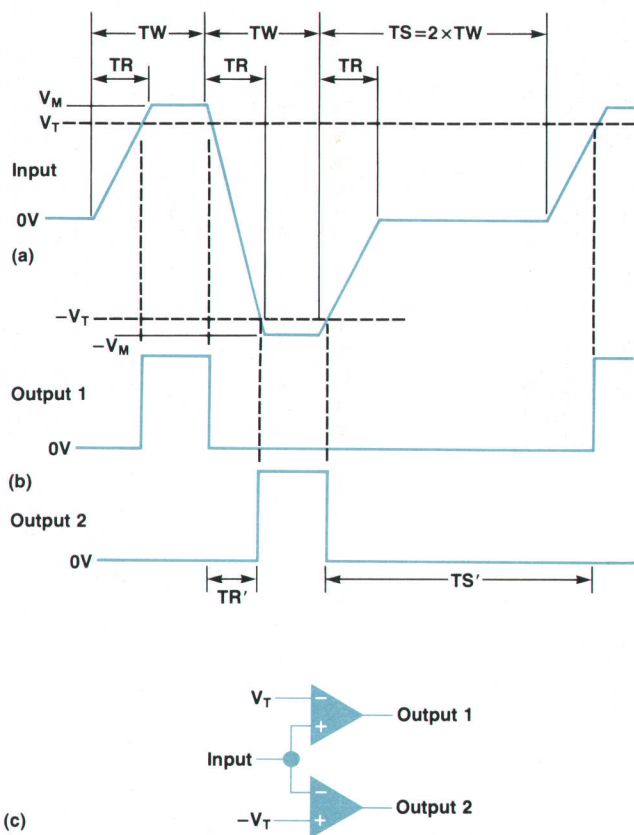 TW TW TS=2×TW
TR TR TR
V_M
V_T
Input
0V
(a)
−V_T
−V_M
Output 1
0V
(b)
Output 2
0V
TR′ TS′
V_T − Output 1
+
Input
−
Output 2
−V_T +
(c)